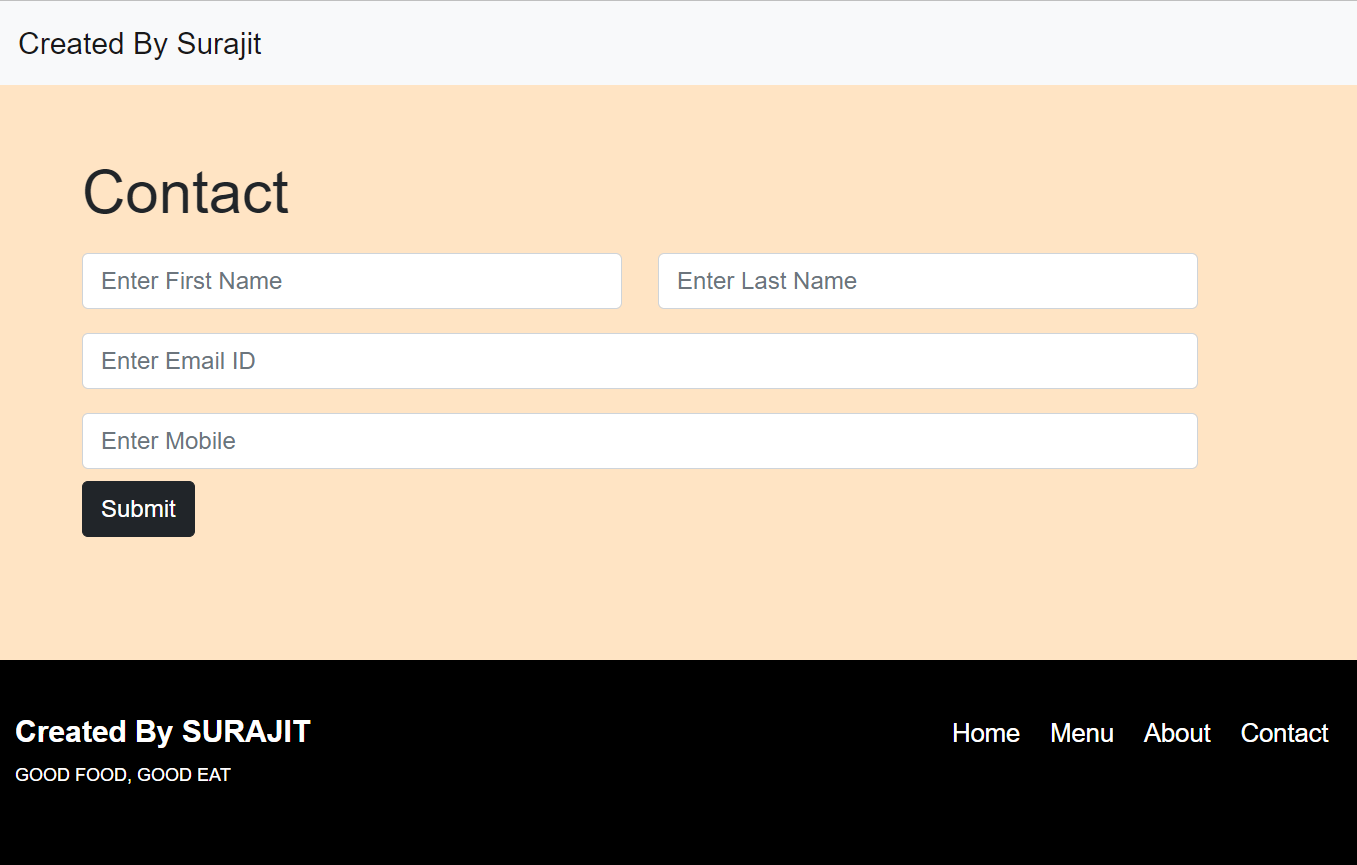 Created By Surajit
Contact
Enter First Name Enter Last Name
Enter Email ID
Enter Mobile
Submit
Created By SURAJIT Home Menu About Contact
GOOD FOOD, GOOD EAT